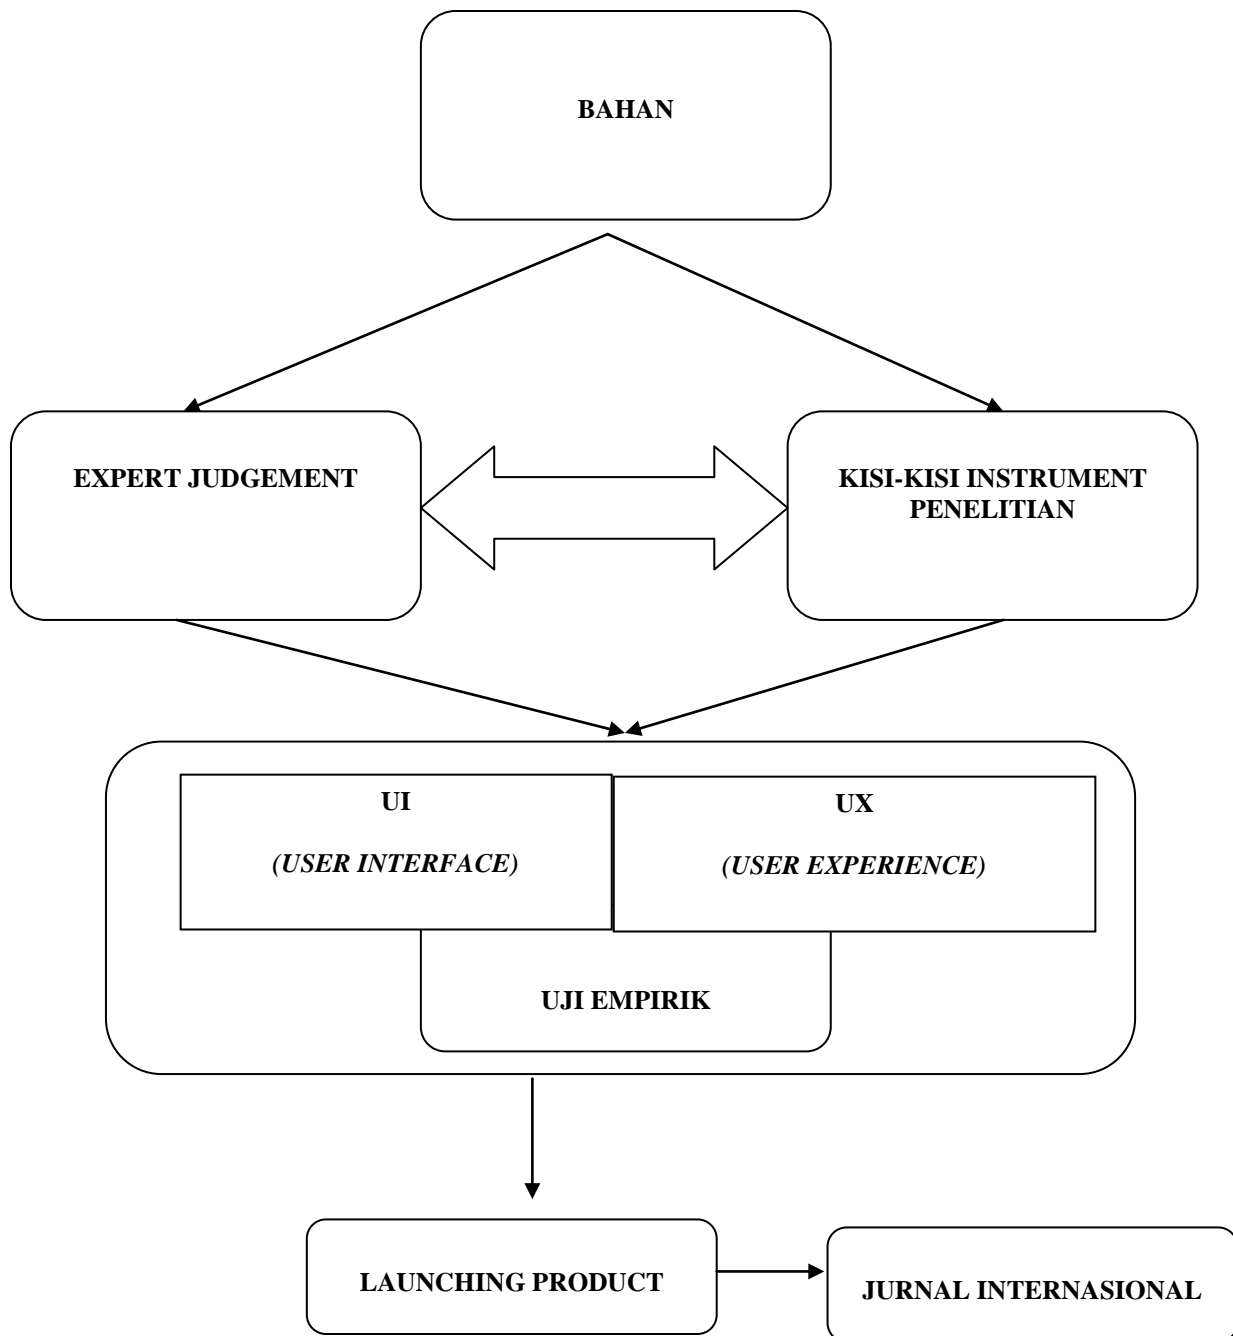 BAHAN
EXPERT JUDGEMENT
KISI-KISI INSTRUMENT
PENELITIAN
UI
(USER INTERFACE)
UX
(USER EXPERIENCE)
UJI EMPIRIK
LAUNCHING PRODUCT
JURNAL INTERNASIONAL